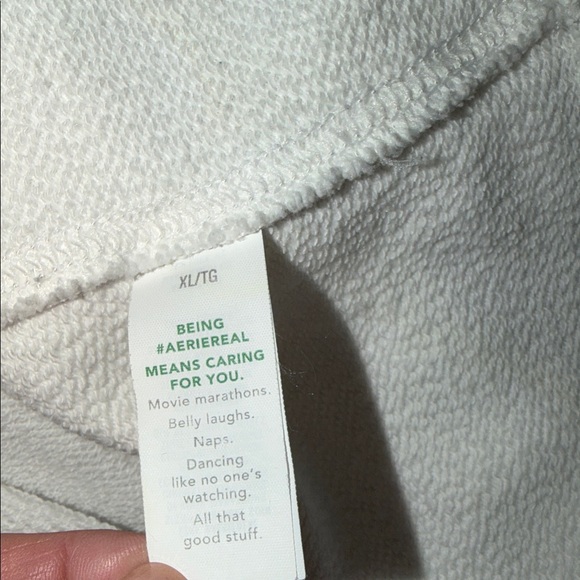 XL/TG
BEING
#AERIEREAL
MEANS CARING
FOR YOU.
Movie marathons.
Belly laughs.
Naps.
Dancing
like no one's
watching.
All that
good stuff.